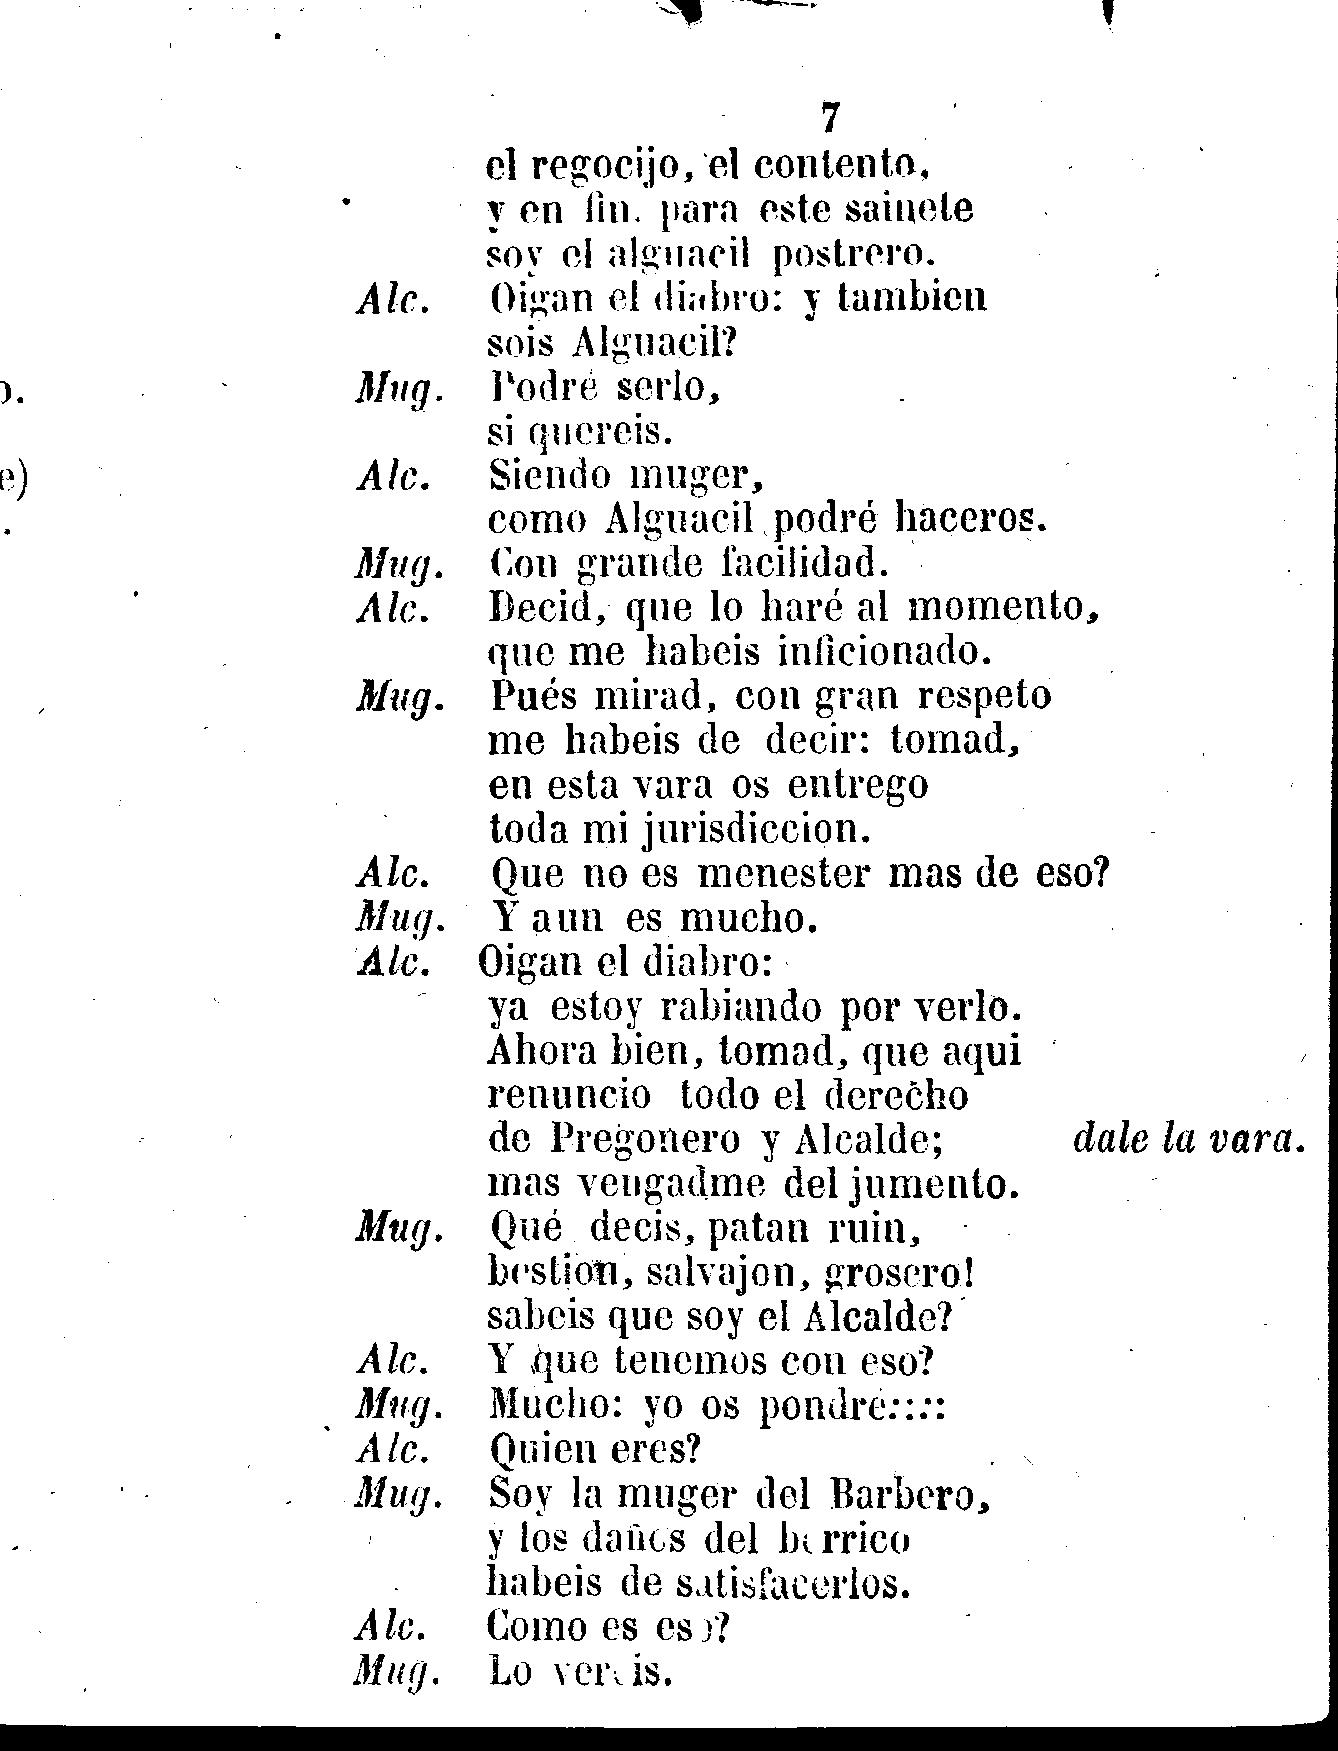 7
el regocijo, el contento,
y en fin. para este sainete
soy el alguacil postrero.
Alc. Oigan el diabro: y tambien
sois Alguacil?
Mug. Podré serlo,
si quereis.
Alc. Siendo muger,
como Alguacil podré haceros.
Mug. Con grande facilidad.
Alc. Decid, que lo haré al momento,
que me habeis inficionado.
Mug. Pués mirad, con gran respeto
me habeis de decir: tomad,
en esta vara os entrego
toda mi jurisdiccion.
Alc. Que no es menester mas de eso?
Mug. Y aun es mucho.
Alc. Oigan el diabro:
ya estoy rabiando por verlo.
Ahora bien, tomad, que aqui
renuncio todo el derecho
de Pregonero y Alcalde; dale la vara.
mas vengadme del jumento.
Mug. Qué decis, patan ruin,
bestion, salvajon, grosero!
sabeis que soy el Alcalde?
Alc. Y que tenemos con eso?
Mug. Mucho: yo os pondré:::::
Alc. Quien eres?
Mug. Soy la muger del Barbero,
y los daños del borrico
habeis de satisfacerlos.
Alc. Como es eso?
Mug. Lo vereis.